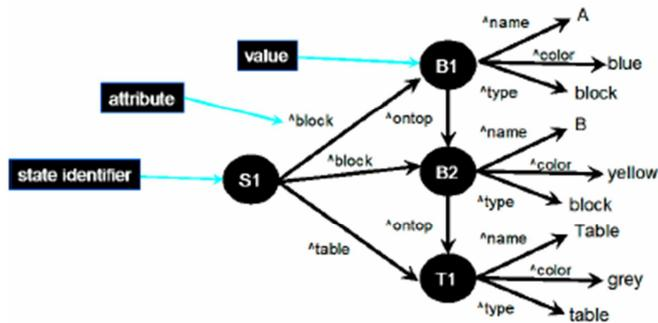 ^name A
value
^color blue
B1
attribute
^type block
^block
^ontop
^name B
^block
^color yellow
state identifier
S1
B2
^type block
^ontop
^name Table
^table
^color grey
T1
^type table